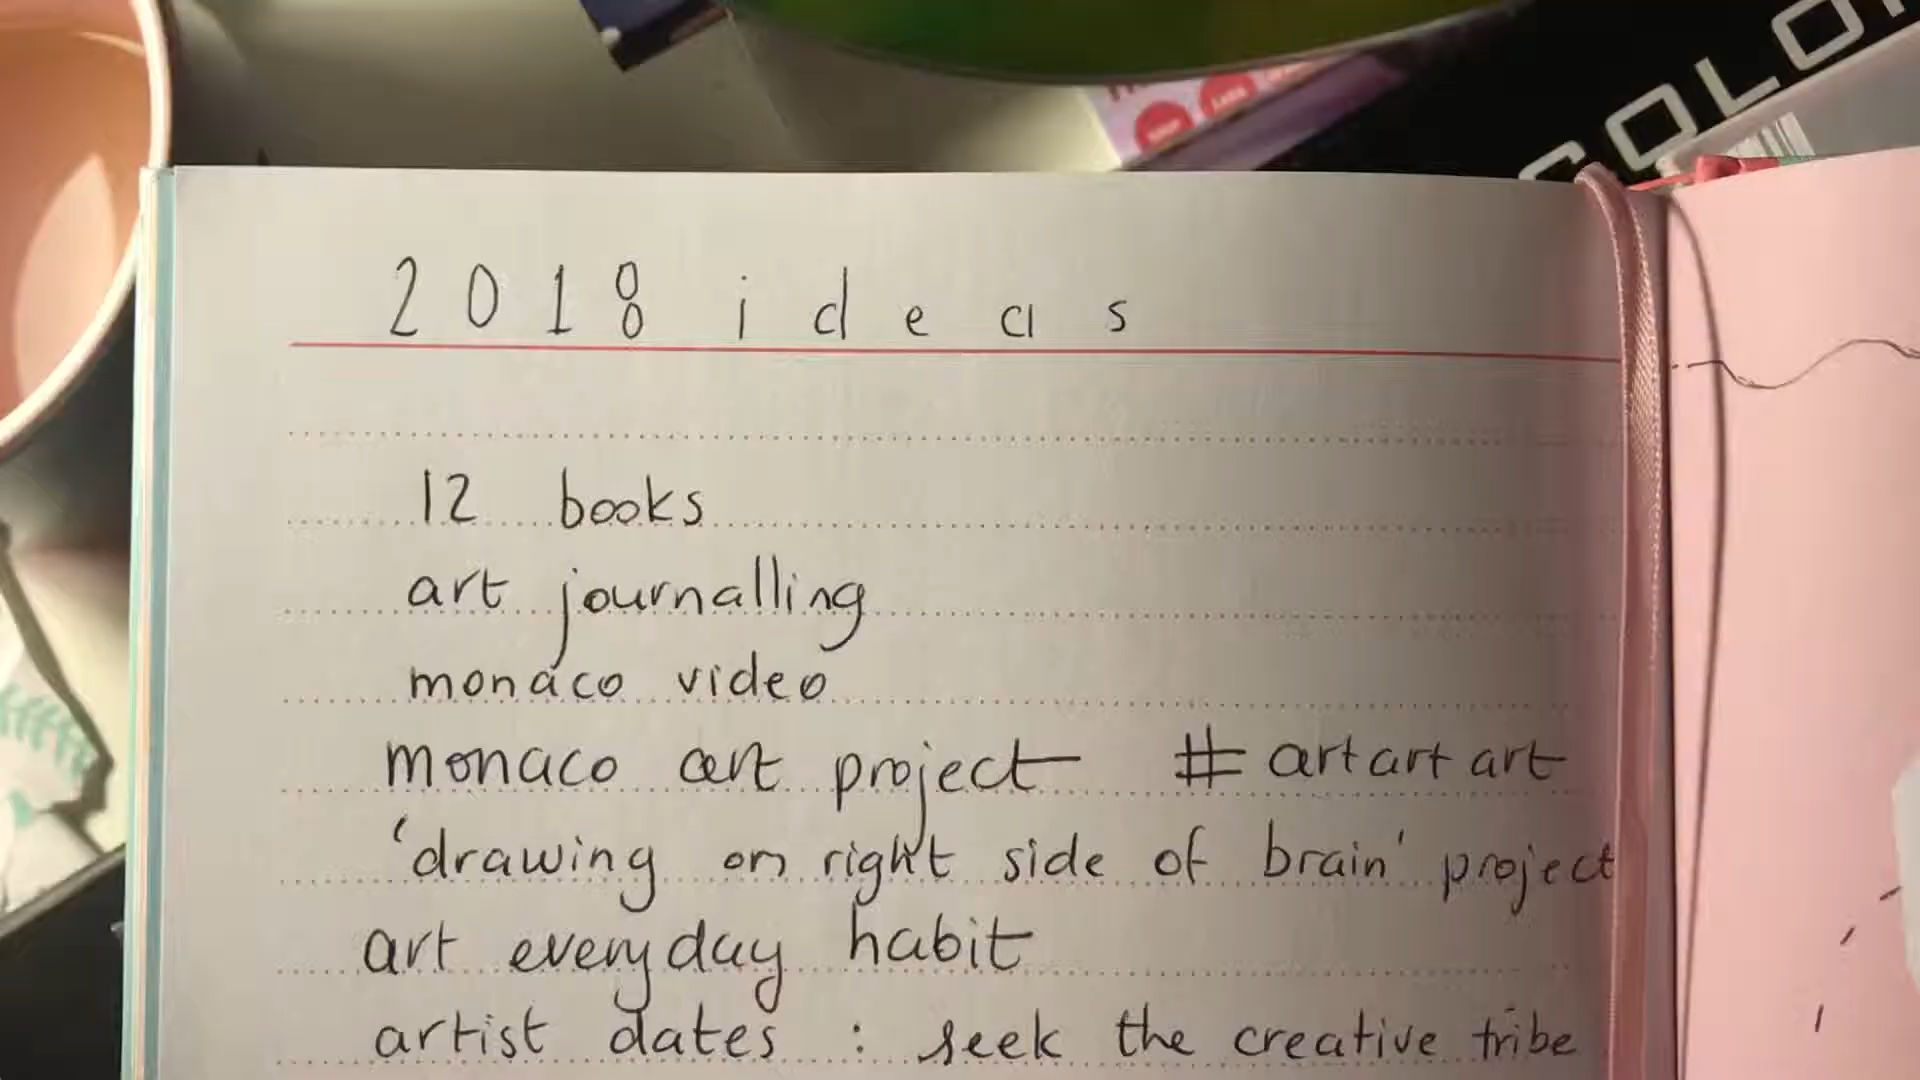 COLO
2018 ideas
12 books
art journalling
monaco video
monaco art project # artartart
'drawing on right side of brain' project
art everyday habit
artist dates : seek the creative tribe